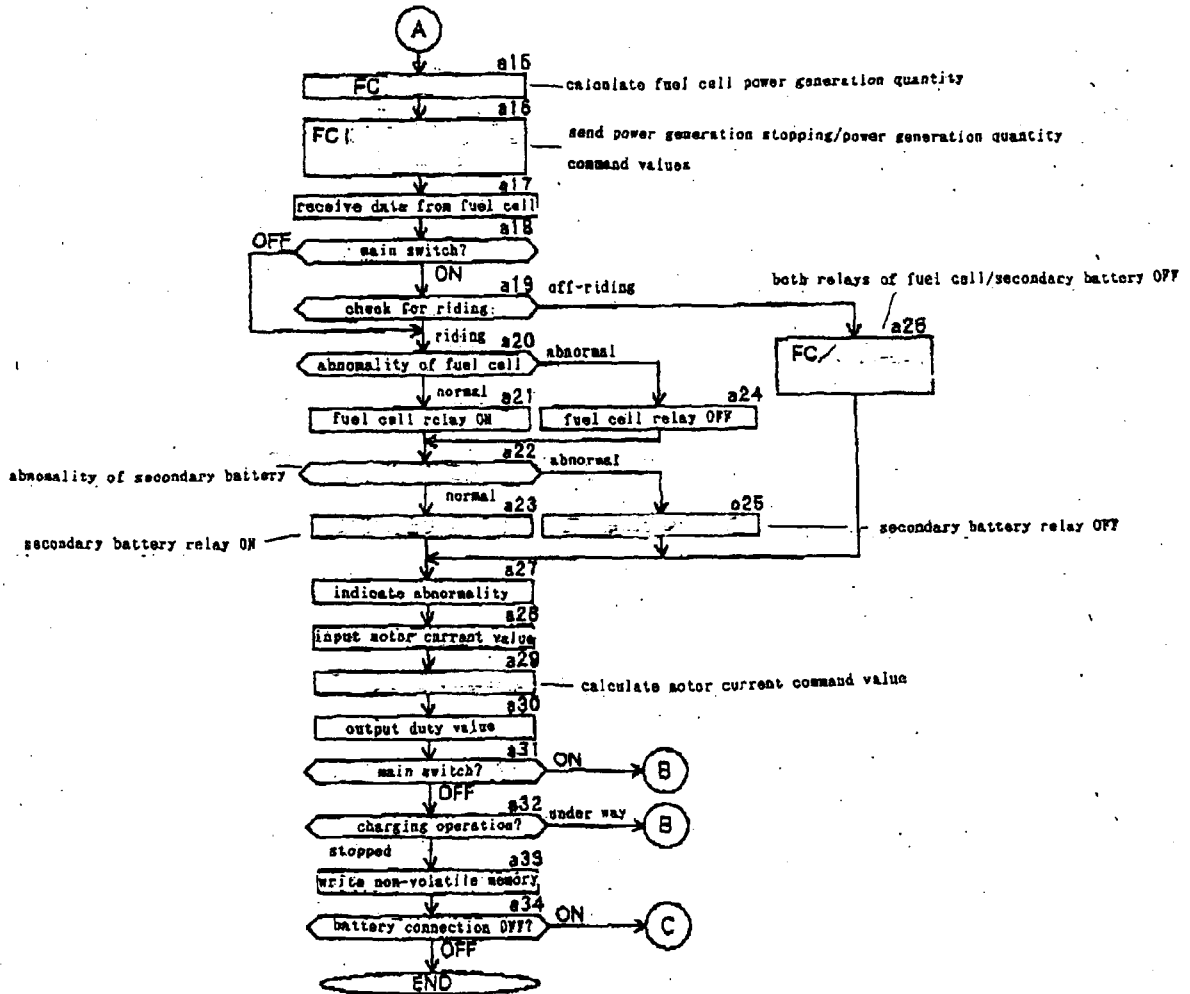 A
a15
FC
calculate fuel cell power generation quantity
a16
FC
send power generation stopping/power generation quantity
command values
a17
receive data from fuel cell
a18
OFF
main switch?
ON
both relays of fuel cell/secondary battery OFF
a19
off-riding
check for riding:
a26
riding
FC/
a20
abnomality of fuel cell
abnormal
normal
a21
a24
fuel cell relay ON
fuel cell relay OFF
a22
abnomality of secondary battery
abnormal
normal
a23
a25
secondary battery relay ON
secondary battery relay OFF
a27
indicate abnormality
a28
input motor current value
a29
calculate motor current command value
a30
output duty value
a31
main switch?
ON
B
OFF
a32
charging operation?
under way
B
stopped
a33
write non-volatile memory
a34
battery connection OFF?
ON
C
OFF
END